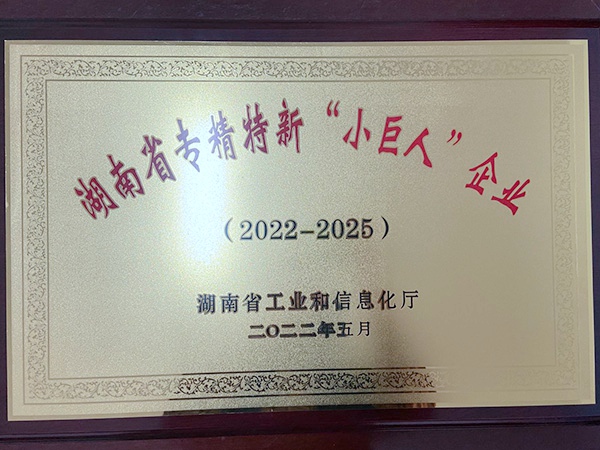 湖南省专精特新“小巨人”企业
（2022-2025）
湖南省工业和信息化厅
二〇二二年五月